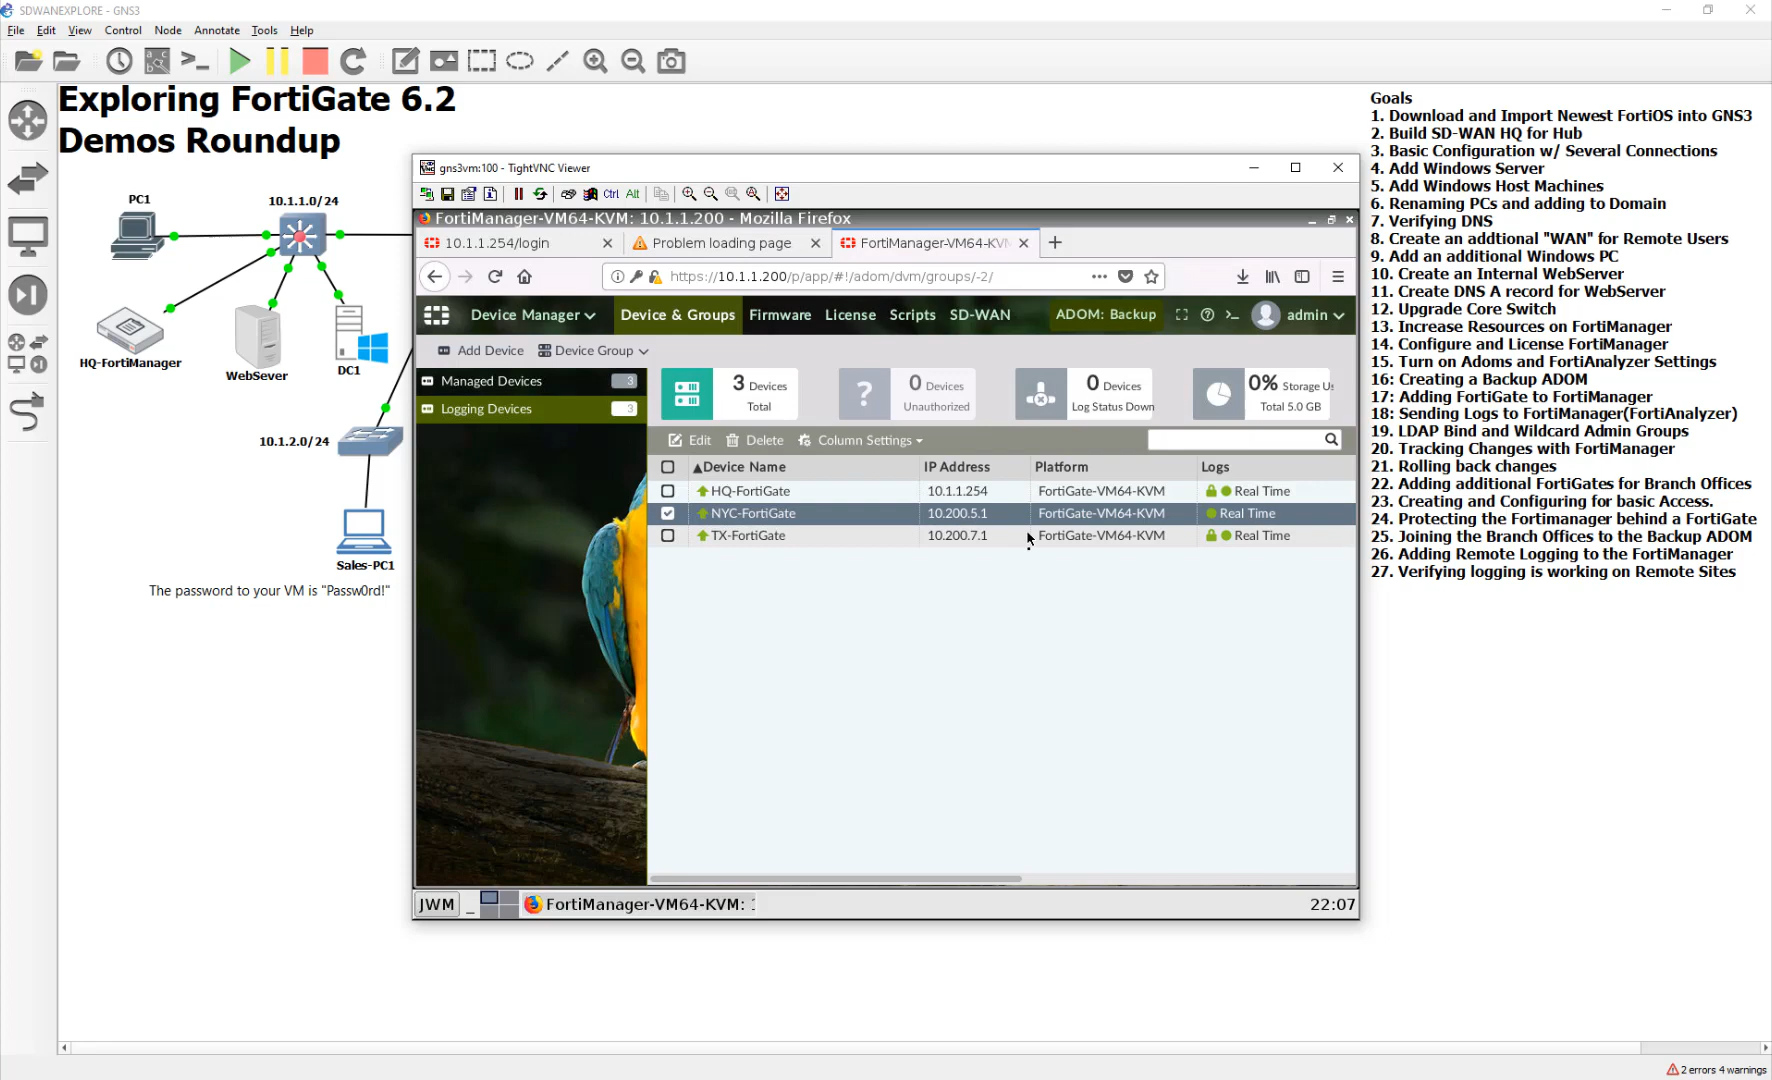 SDWANEXPLORE - GNS3
File Edit View Control Node Annotate Tools Help
Exploring FortiGate 6.2
Demos Roundup
PC1
10.1.1.0/24
HQ-FortiManager
WebSever
DC1
10.1.2.0/24
Sales-PC1
The password to your VM is "Passw0rd!"
gns3vm:100 - TightVNC Viewer
Ctrl Alt
FortiManager-VM64-KVM: 10.1.1.200 - Mozilla Firefox
10.1.1.254/login
Problem loading page
FortiManager-VM64-KVM
https://10.1.1.200/p/app/#!/adom/dvm/groups/-2/
Device Manager Device & Groups Firmware License Scripts SD-WAN ADOM: Backup admin
Add Device Device Group
Managed Devices 3
Logging Devices 3
3 Devices
Total
0 Devices
Unauthorized
0 Devices
Log Status Down
0% Storage Us
Total 5.0 GB
Edit Delete Column Settings
Device Name IP Address Platform Logs
HQ-FortiGate 10.1.1.254 FortiGate-VM64-KVM Real Time
NYC-FortiGate 10.200.5.1 FortiGate-VM64-KVM Real Time
TX-FortiGate 10.200.7.1 FortiGate-VM64-KVM Real Time
JWM _ FortiManager-VM64-KVM: 22:07
Goals
1. Download and Import Newest FortiOS into GNS3
2. Build SD-WAN HQ for Hub
3. Basic Configuration w/ Several Connections
4. Add Windows Server
5. Add Windows Host Machines
6. Renaming PCs and adding to Domain
7. Verifying DNS
8. Create an addtional "WAN" for Remote Users
9. Add an additional Windows PC
10. Create an Internal WebServer
11. Create DNS A record for WebServer
12. Upgrade Core Switch
13. Increase Resources on FortiManager
14. Configure and License FortiManager
15. Turn on Adoms and FortiAnalyzer Settings
16: Creating a Backup ADOM
17: Adding FortiGate to FortiManager
18: Sending Logs to FortiManager(FortiAnalyzer)
19. LDAP Bind and Wildcard Admin Groups
20. Tracking Changes with FortiManager
21. Rolling back changes
22. Adding additional FortiGates for Branch Offices
23. Creating and Configuring for basic Access.
24. Protecting the Fortimanager behind a FortiGate
25. Joining the Branch Offices to the Backup ADOM
26. Adding Remote Logging to the FortiManager
27. Verifying logging is working on Remote Sites
2 errors 4 warnings